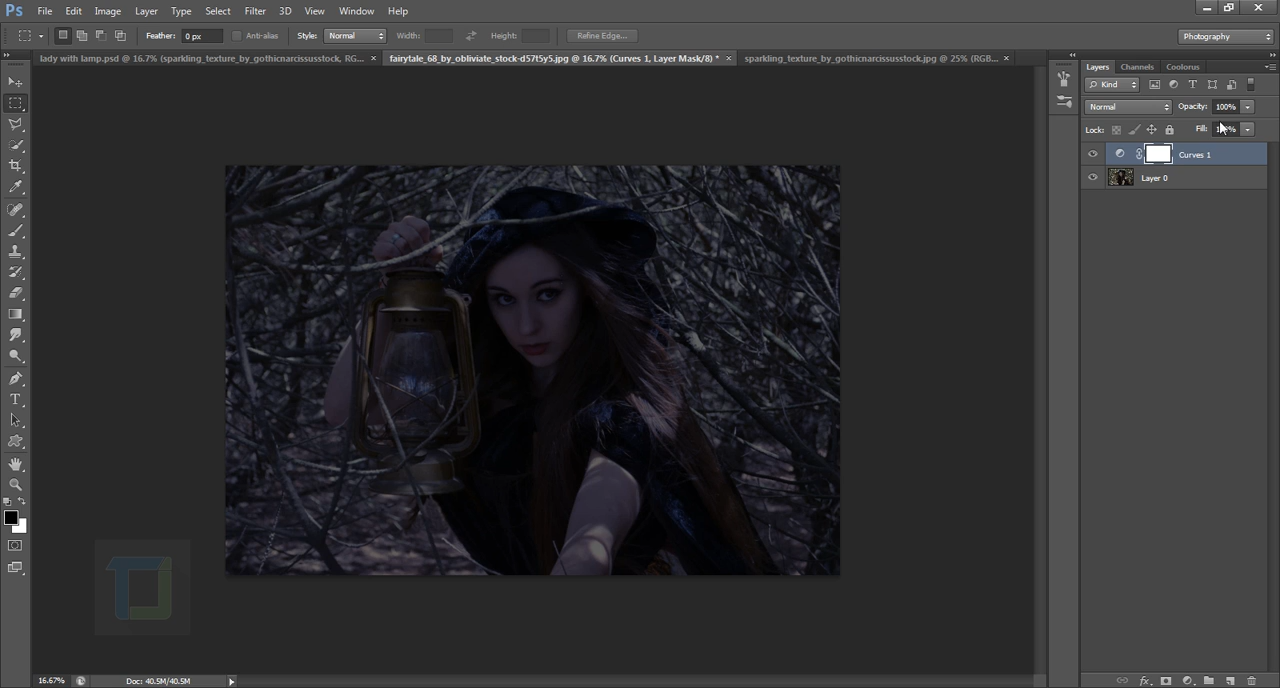 Ps File Edit Image Layer Type Select Filter 3D View Window Help
Feather: 0 px Anti-alias Style: Normal Width: Height: Refine Edge... Photography
lady with lamp.psd @ 16.7% (sparkling_texture_by_gothicnarcissusstock, RG... × fairytale_68_by_obliviate_stock-d57t5y5.jpg @ 16.7% (Curves 1, Layer Mask/8) * × sparkling_texture_by_gothicnarcissusstock.jpg @ 25% (RGB... ×
Layers Channels Coolorus
Kind
Normal Opacity: 100%
Lock: Fill:
Curves 1
Layer 0
16.67% Doc: 40.5M/40.5M